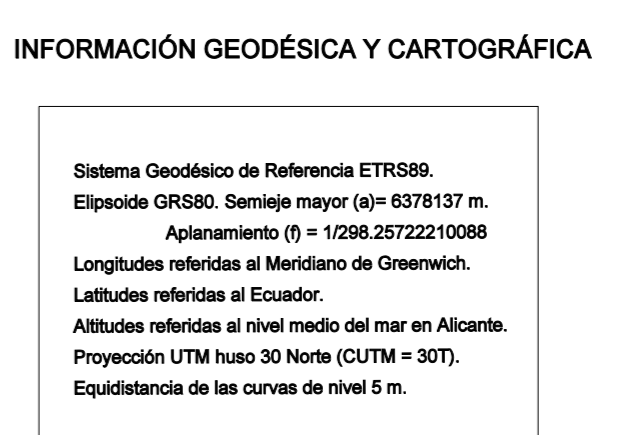 INFORMACIÓN GEODÉSICA Y CARTOGRÁFICA
Sistema Geodésico de Referencia ETRS89.
Elipsoide GRS80. Semieje mayor (a)= 6378137 m.
Aplanamiento (f) = 1/298.25722210088
Longitudes referidas al Meridiano de Greenwich.
Latitudes referidas al Ecuador.
Altitudes referidas al nivel medio del mar en Alicante.
Proyección UTM huso 30 Norte (CUTM = 30T).
Equidistancia de las curvas de nivel 5 m.